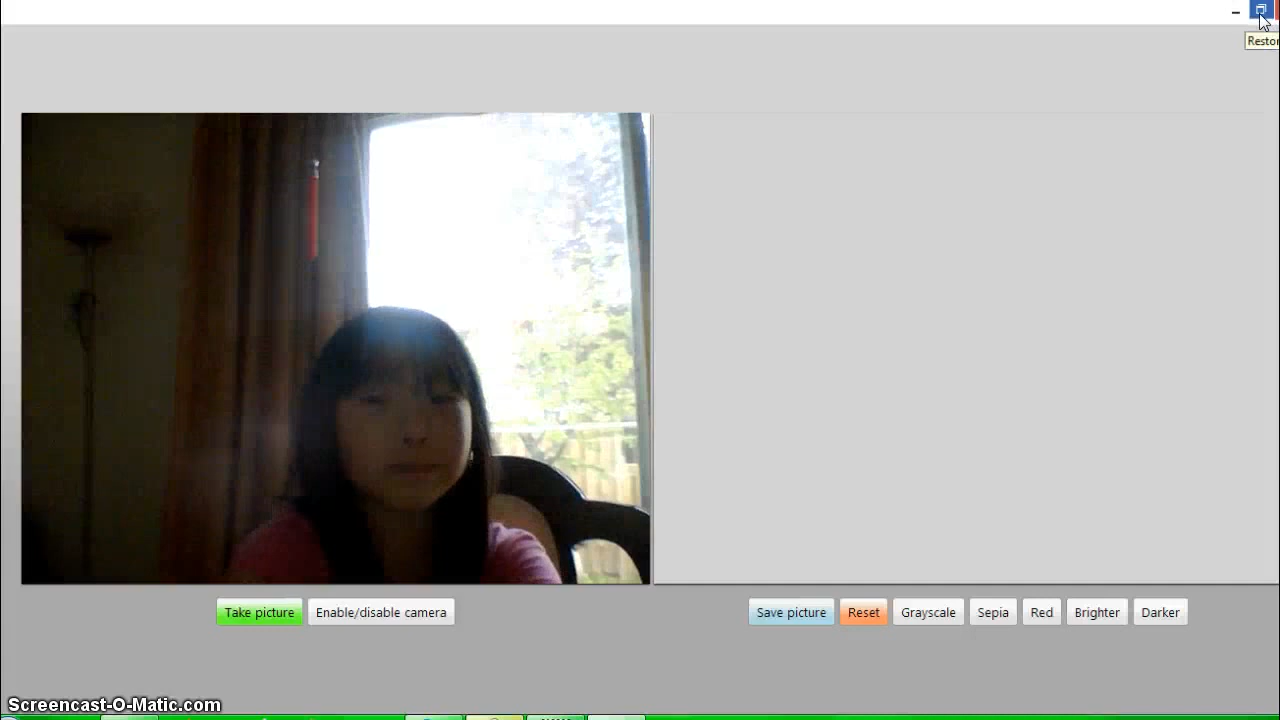 Restor
Take picture Enable/disable camera Save picture Reset Grayscale Sepia Red Brighter Darker
Screencast-O-Matic.com